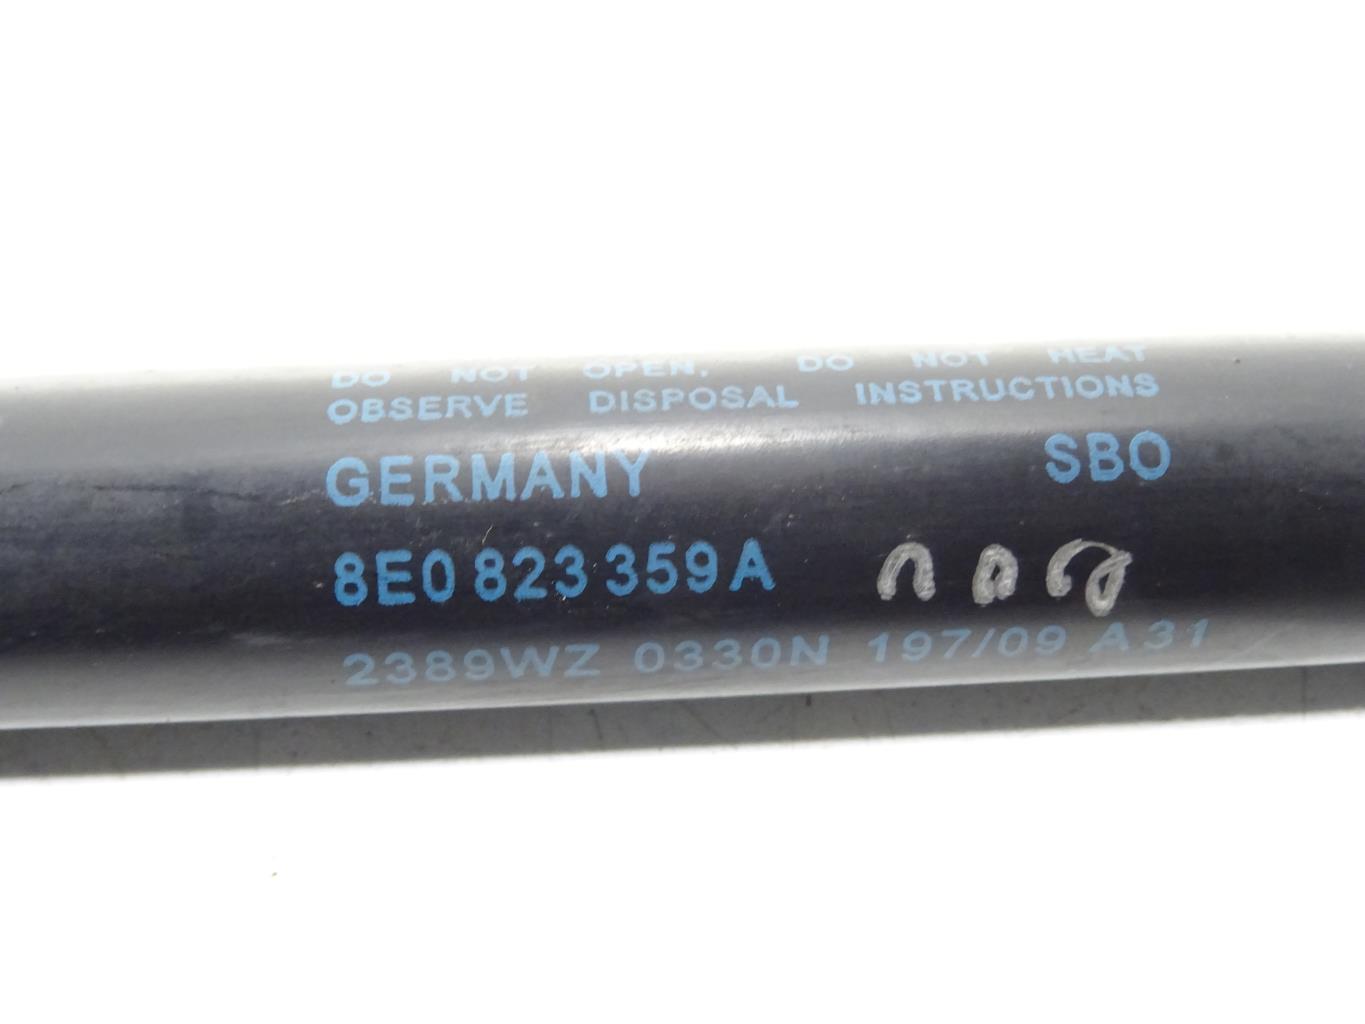 DO NOT OPEN. DO NOT HEAT
OBSERVE DISPOSAL INSTRUCTIONS
GERMANY SBO
8E0 823 359 A
2389WZ 0330N 197/09 A31